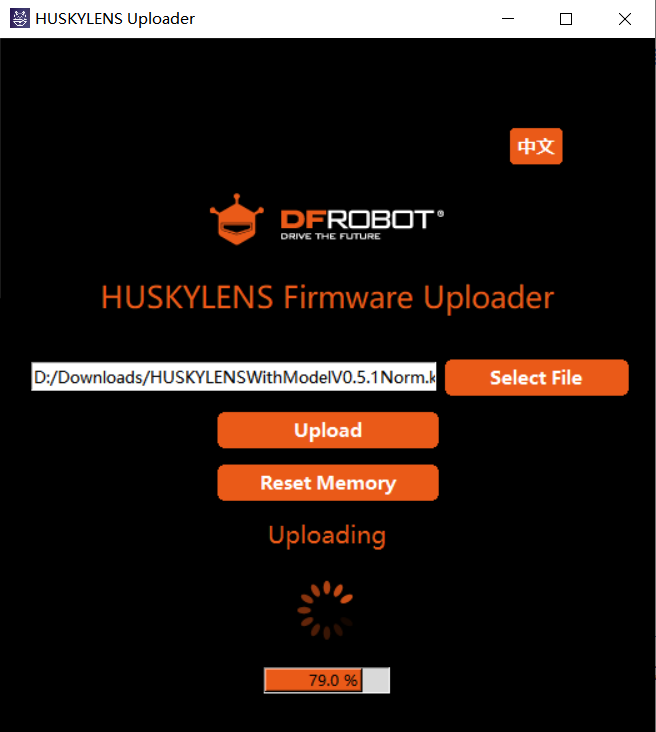 HUSKYLENS Uploader
中文
DFROBOT®
DRIVE THE FUTURE
HUSKYLENS Firmware Uploader
D:/Downloads/HUSKYLENSWithModelV0.5.1Norm.k
Select File
Upload
Reset Memory
Uploading
79.0 %